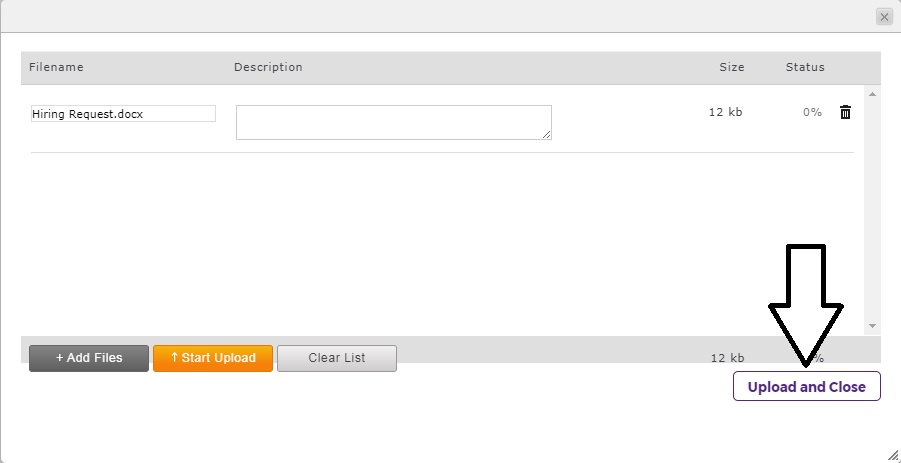 Filename Description Size Status
Hiring Request.docx 12 kb 0%
+ Add Files ↑ Start Upload Clear List 12 kb %
Upload and Close